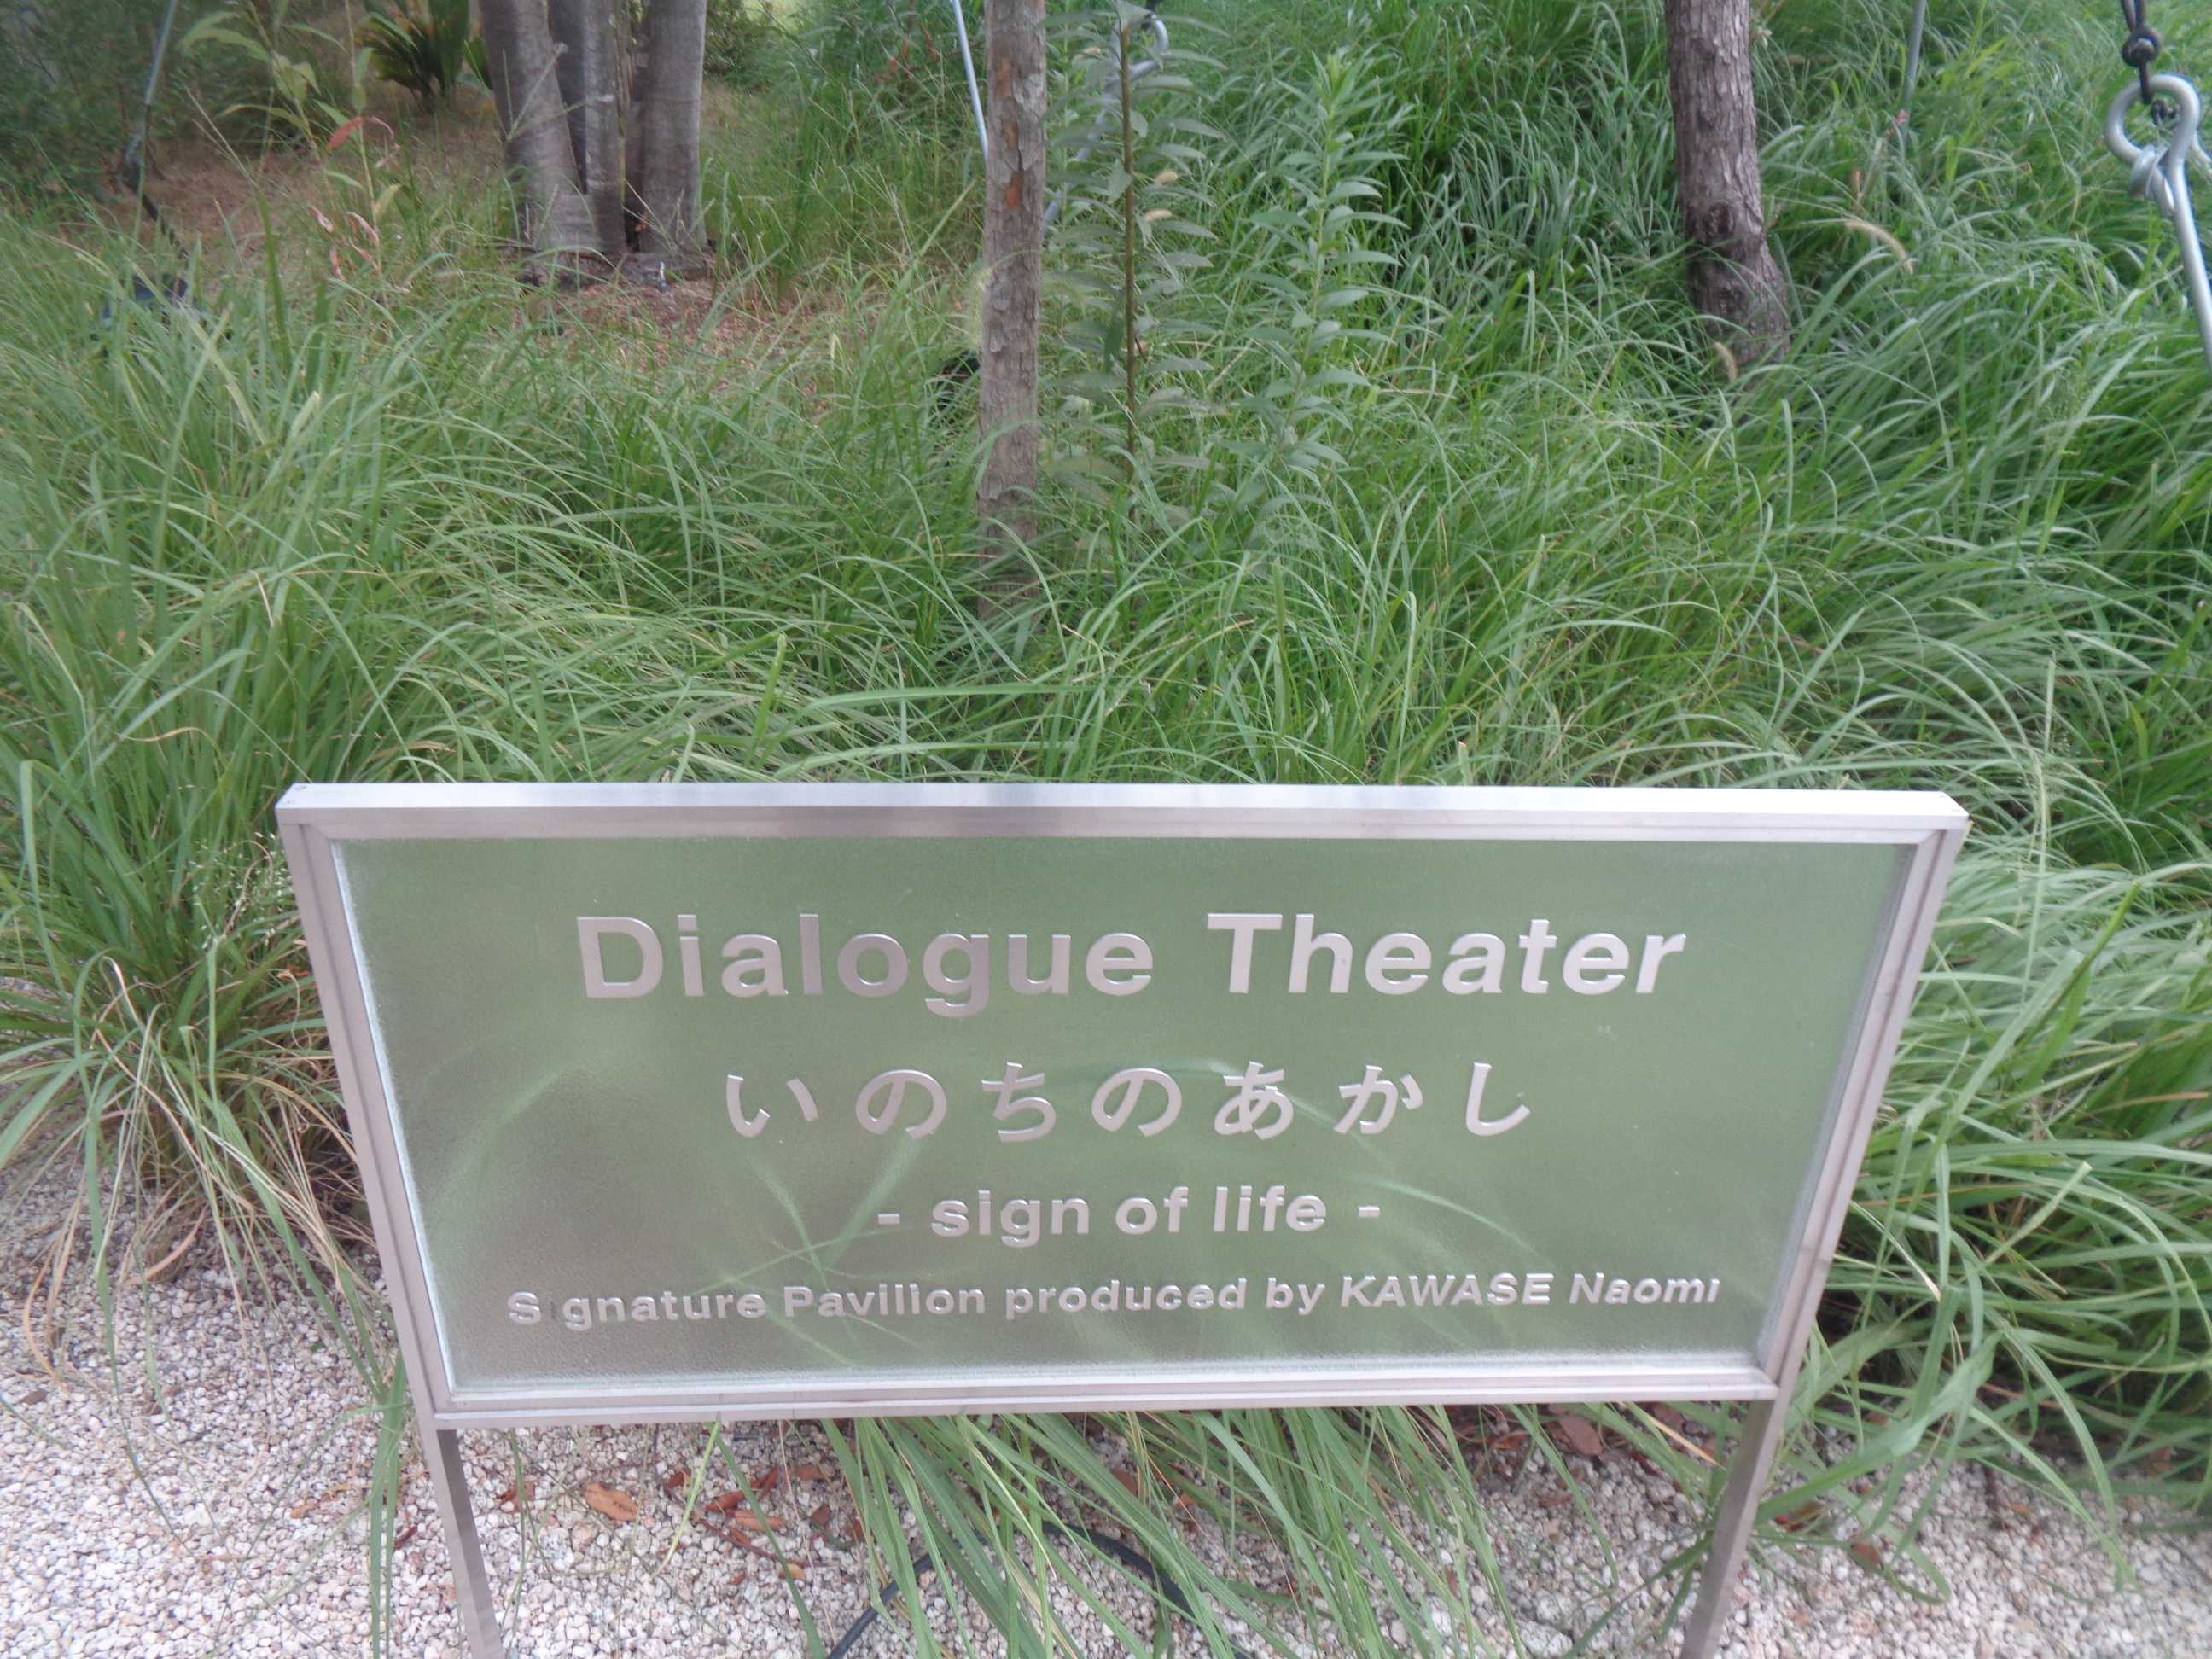 Dialogue Theater
いのちのあかし
- sign of life -
Signature Pavilion produced by KAWASE Naomi